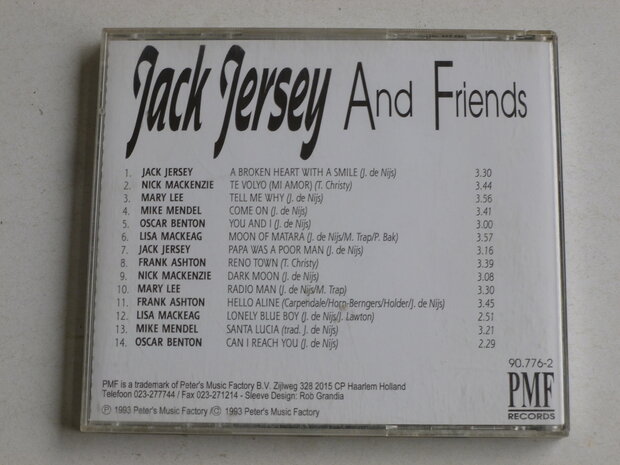 Jack Jersey And Friends
1. JACK JERSEY A BROKEN HEART WITH A SMILE (J. de Nijs) 3.30
2. NICK MACKENZIE TE VOLYO (MI AMOR) (T. Christy) 3.44
3. MARY LEE TELL ME WHY (J. de Nijs) 3.56
4. MIKE MENDEL COME ON (J. de Nijs) 3.41
5. OSCAR BENTON YOU AND I (J. de Nijs) 3.00
6. LISA MACKEAG MOON OF MATARA (J. de Nijs/M. Trap/P. Bak) 3.57
7. JACK JERSEY PAPA WAS A POOR MAN (J. de Nijs) 3.16
8. FRANK ASHTON RENO TOWN (T. Christy) 3.39
9. NICK MACKENZIE DARK MOON (J. de Nijs) 3.08
10. MARY LEE RADIO MAN (J. de Nijs/M. Trap) 3.30
11. FRANK ASHTON HELLO ALINE (Carpendale/Horn-Berngers/Holder/J. de Nijs) 3.45
12. LISA MACKEAG LONELY BLUE BOY (J. de Nijs/J. Lawton) 2.51
13. MIKE MENDEL SANTA LUCIA (trad. J. de Nijs) 3.21
14. OSCAR BENTON CAN I REACH YOU (J. de Nijs) 2.29
90.776-2
PMF is a trademark of Peter's Music Factory B.V. Zijlweg 328 2015 CP Haarlem Holland
Telefoon 023-277744 / Fax 023-271214 - Sleeve Design: Rob Grandia
℗ 1993 Peter's Music Factory /© 1993 Peter's Music Factory
PMF
RECORDS